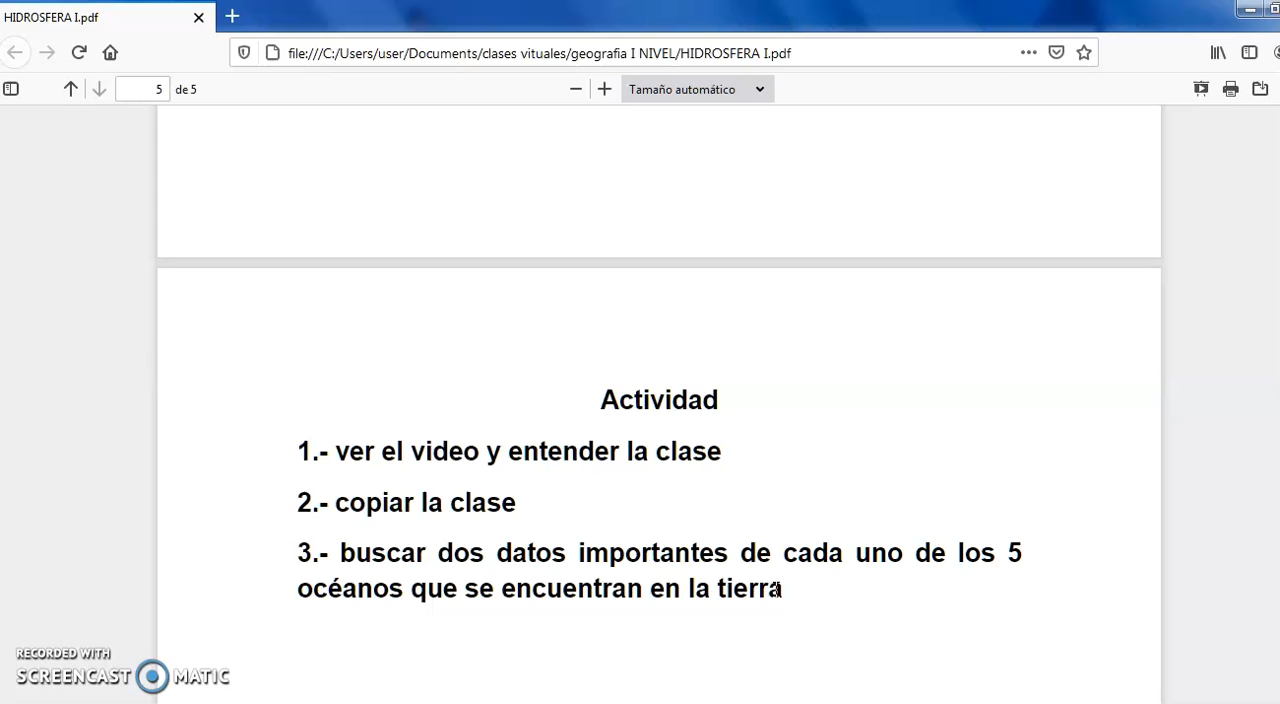 HIDROSFERA I.pdf
file:///C:/Users/user/Documents/clases vituales/geografia I NIVEL/HIDROSFERA I.pdf
5 de 5
Tamaño automático
Actividad
1.- ver el video y entender la clase
2.- copiar la clase
3.- buscar dos datos importantes de cada uno de los 5
océanos que se encuentran en la tierra
RECORDED WITH
SCREENCAST MATIC